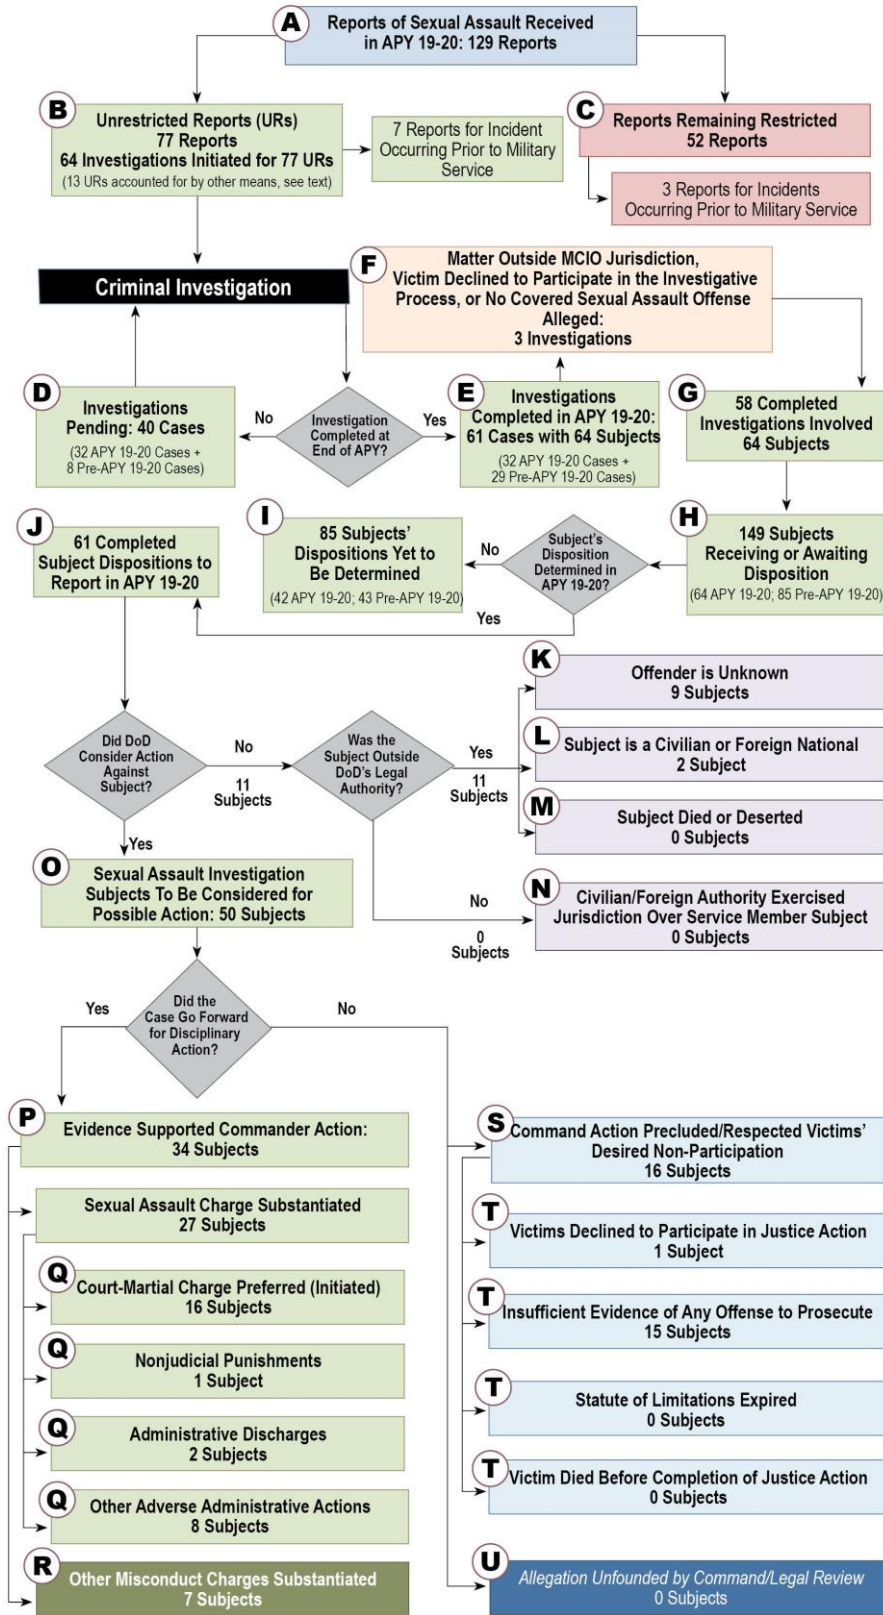 A
Reports of Sexual Assault Received
in APY 19-20: 129 Reports
B
Unrestricted Reports (URs)
77 Reports
64 Investigations Initiated for 77 URs
(13 URs accounted for by other means, see text)
7 Reports for Incident
Occurring Prior to Military
Service
C
Reports Remaining Restricted
52 Reports
3 Reports for Incidents
Occurring Prior to Military Service
Criminal Investigation
F
Matter Outside MCIO Jurisdiction,
Victim Declined to Participate in the Investigative
Process, or No Covered Sexual Assault Offense
Alleged:
3 Investigations
D
Investigations
Pending: 40 Cases
(32 APY 19-20 Cases +
8 Pre-APY 19-20 Cases)
No
Investigation
Completed at
End of APY?
Yes
E
Investigations
Completed in APY 19-20:
61 Cases with 64 Subjects
(32 APY 19-20 Cases +
29 Pre-APY 19-20 Cases)
G
58 Completed
Investigations Involved
64 Subjects
J
61 Completed
Subject Dispositions to
Report in APY 19-20
I
85 Subjects'
Dispositions Yet to
Be Determined
(42 APY 19-20; 43 Pre-APY 19-20)
No
Subject's
Disposition
Determined in
APY 19-20?
Yes
H
149 Subjects
Receiving or Awaiting
Disposition
(64 APY 19-20; 85 Pre-APY 19-20)
K
Offender is Unknown
9 Subjects
Did DoD
Consider Action
Against
Subject?
No
11
Subjects
Was the
Subject Outside
DoD's Legal
Authority?
Yes
11
Subjects
L
Subject is a Civilian or Foreign National
2 Subject
M
Subject Died or Deserted
0 Subjects
Yes
O
Sexual Assault Investigation
Subjects To Be Considered for
Possible Action: 50 Subjects
No
0
Subjects
N
Civilian/Foreign Authority Exercised
Jurisdiction Over Service Member Subject
0 Subjects
Yes
Did the
Case Go Forward
for Disciplinary
Action?
No
P
Evidence Supported Commander Action:
34 Subjects
Sexual Assault Charge Substantiated
27 Subjects
Q
Court-Martial Charge Preferred (Initiated)
16 Subjects
Q
Nonjudicial Punishments
1 Subject
Q
Administrative Discharges
2 Subjects
Q
Other Adverse Administrative Actions
8 Subjects
R
Other Misconduct Charges Substantiated
7 Subjects
S
Command Action Precluded/Respected Victims'
Desired Non-Participation
16 Subjects
T
Victims Declined to Participate in Justice Action
1 Subject
T
Insufficient Evidence of Any Offense to Prosecute
15 Subjects
T
Statute of Limitations Expired
0 Subjects
T
Victim Died Before Completion of Justice Action
0 Subjects
U
Allegation Unfounded by Command/Legal Review
0 Subjects